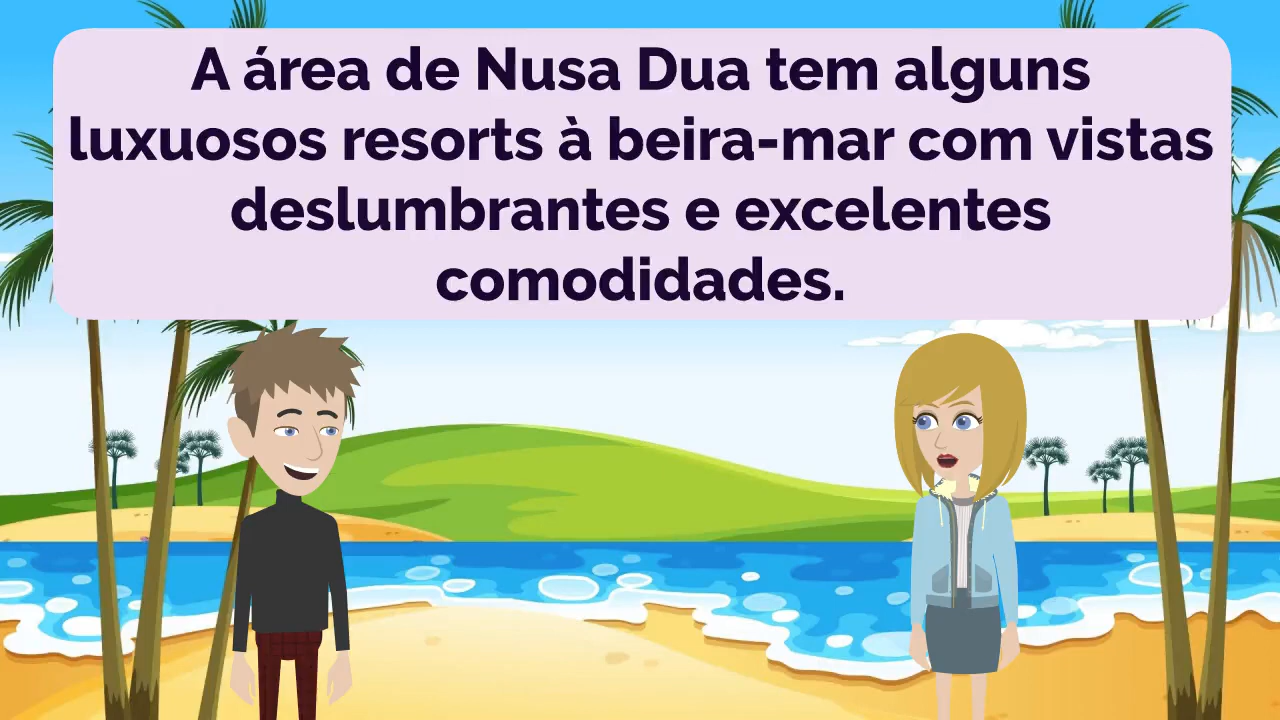 A área de Nusa Dua tem alguns
luxuosos resorts à beira-mar com vistas
deslumbrantes e excelentes
comodidades.